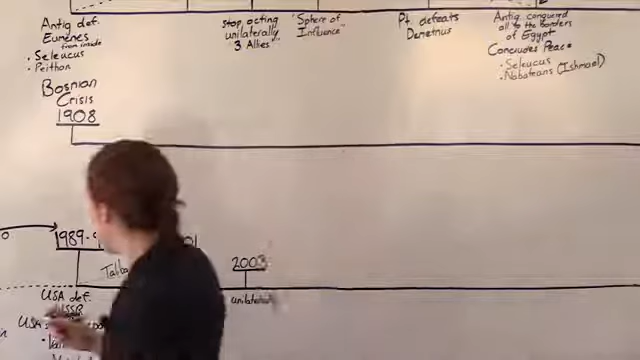 Antig def.
Eumenes
from inside
• Seleucus
• Peithon
stop acting
unilaterally
3 Allies"
"Sphere of
Influence"
Pt. defeats
Demetrius
Antig. conquered
all to the borders
of Egypt
Concludes Peace
• Seleucus
• Nabateans (Ishmael)
Bosnian
Crisis
1908
1989-
01
2003
Talib
unilateral
USA def.
USSR
USA